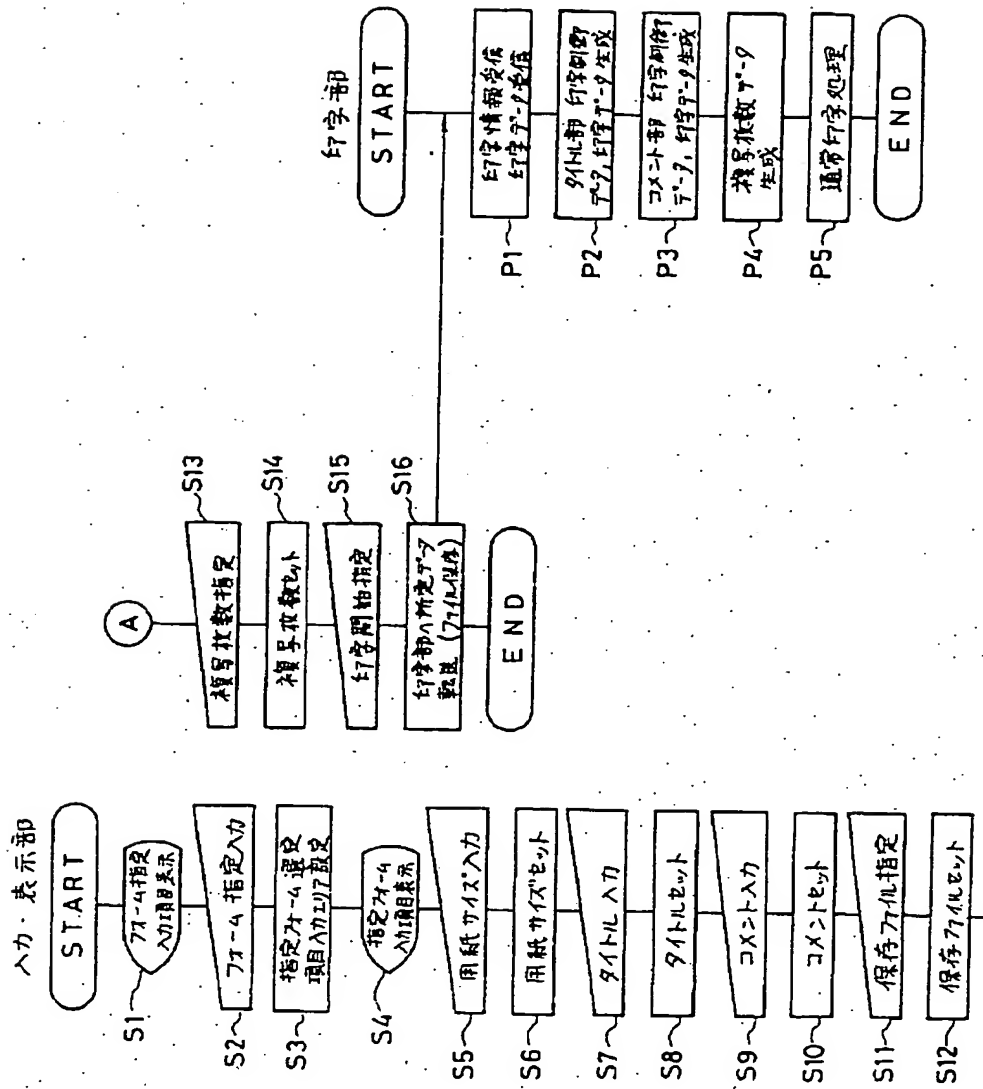 入力・表示部
START
S1
フォーム指定
入力項目表示
S2
フォーム指定入力
S3
指定フォーム選定
項目入力エリア設定
S4
指定フォーム
入力項目表示
S5
用紙サイズ入力
S6
用紙サイズセット
S7
タイトル入力
S8
タイトルセット
S9
コメント入力
S10
コメントセット
S11
保存ファイル指定
S12
保存ファイルセット
A
S13
複写枚数指定
S14
複写枚数セット
S15
印字開始指定
S16
印字部へ所定データ
転送(ファイル保存)
END
印字部
START
P1
印字情報受信
印字データ受信
P2
タイトル部 印字制御
データ,印字データ生成
P3
コメント部 印字制御
データ,印字データ生成
P4
複写枚数データ
生成
P5
通常印字処理
END